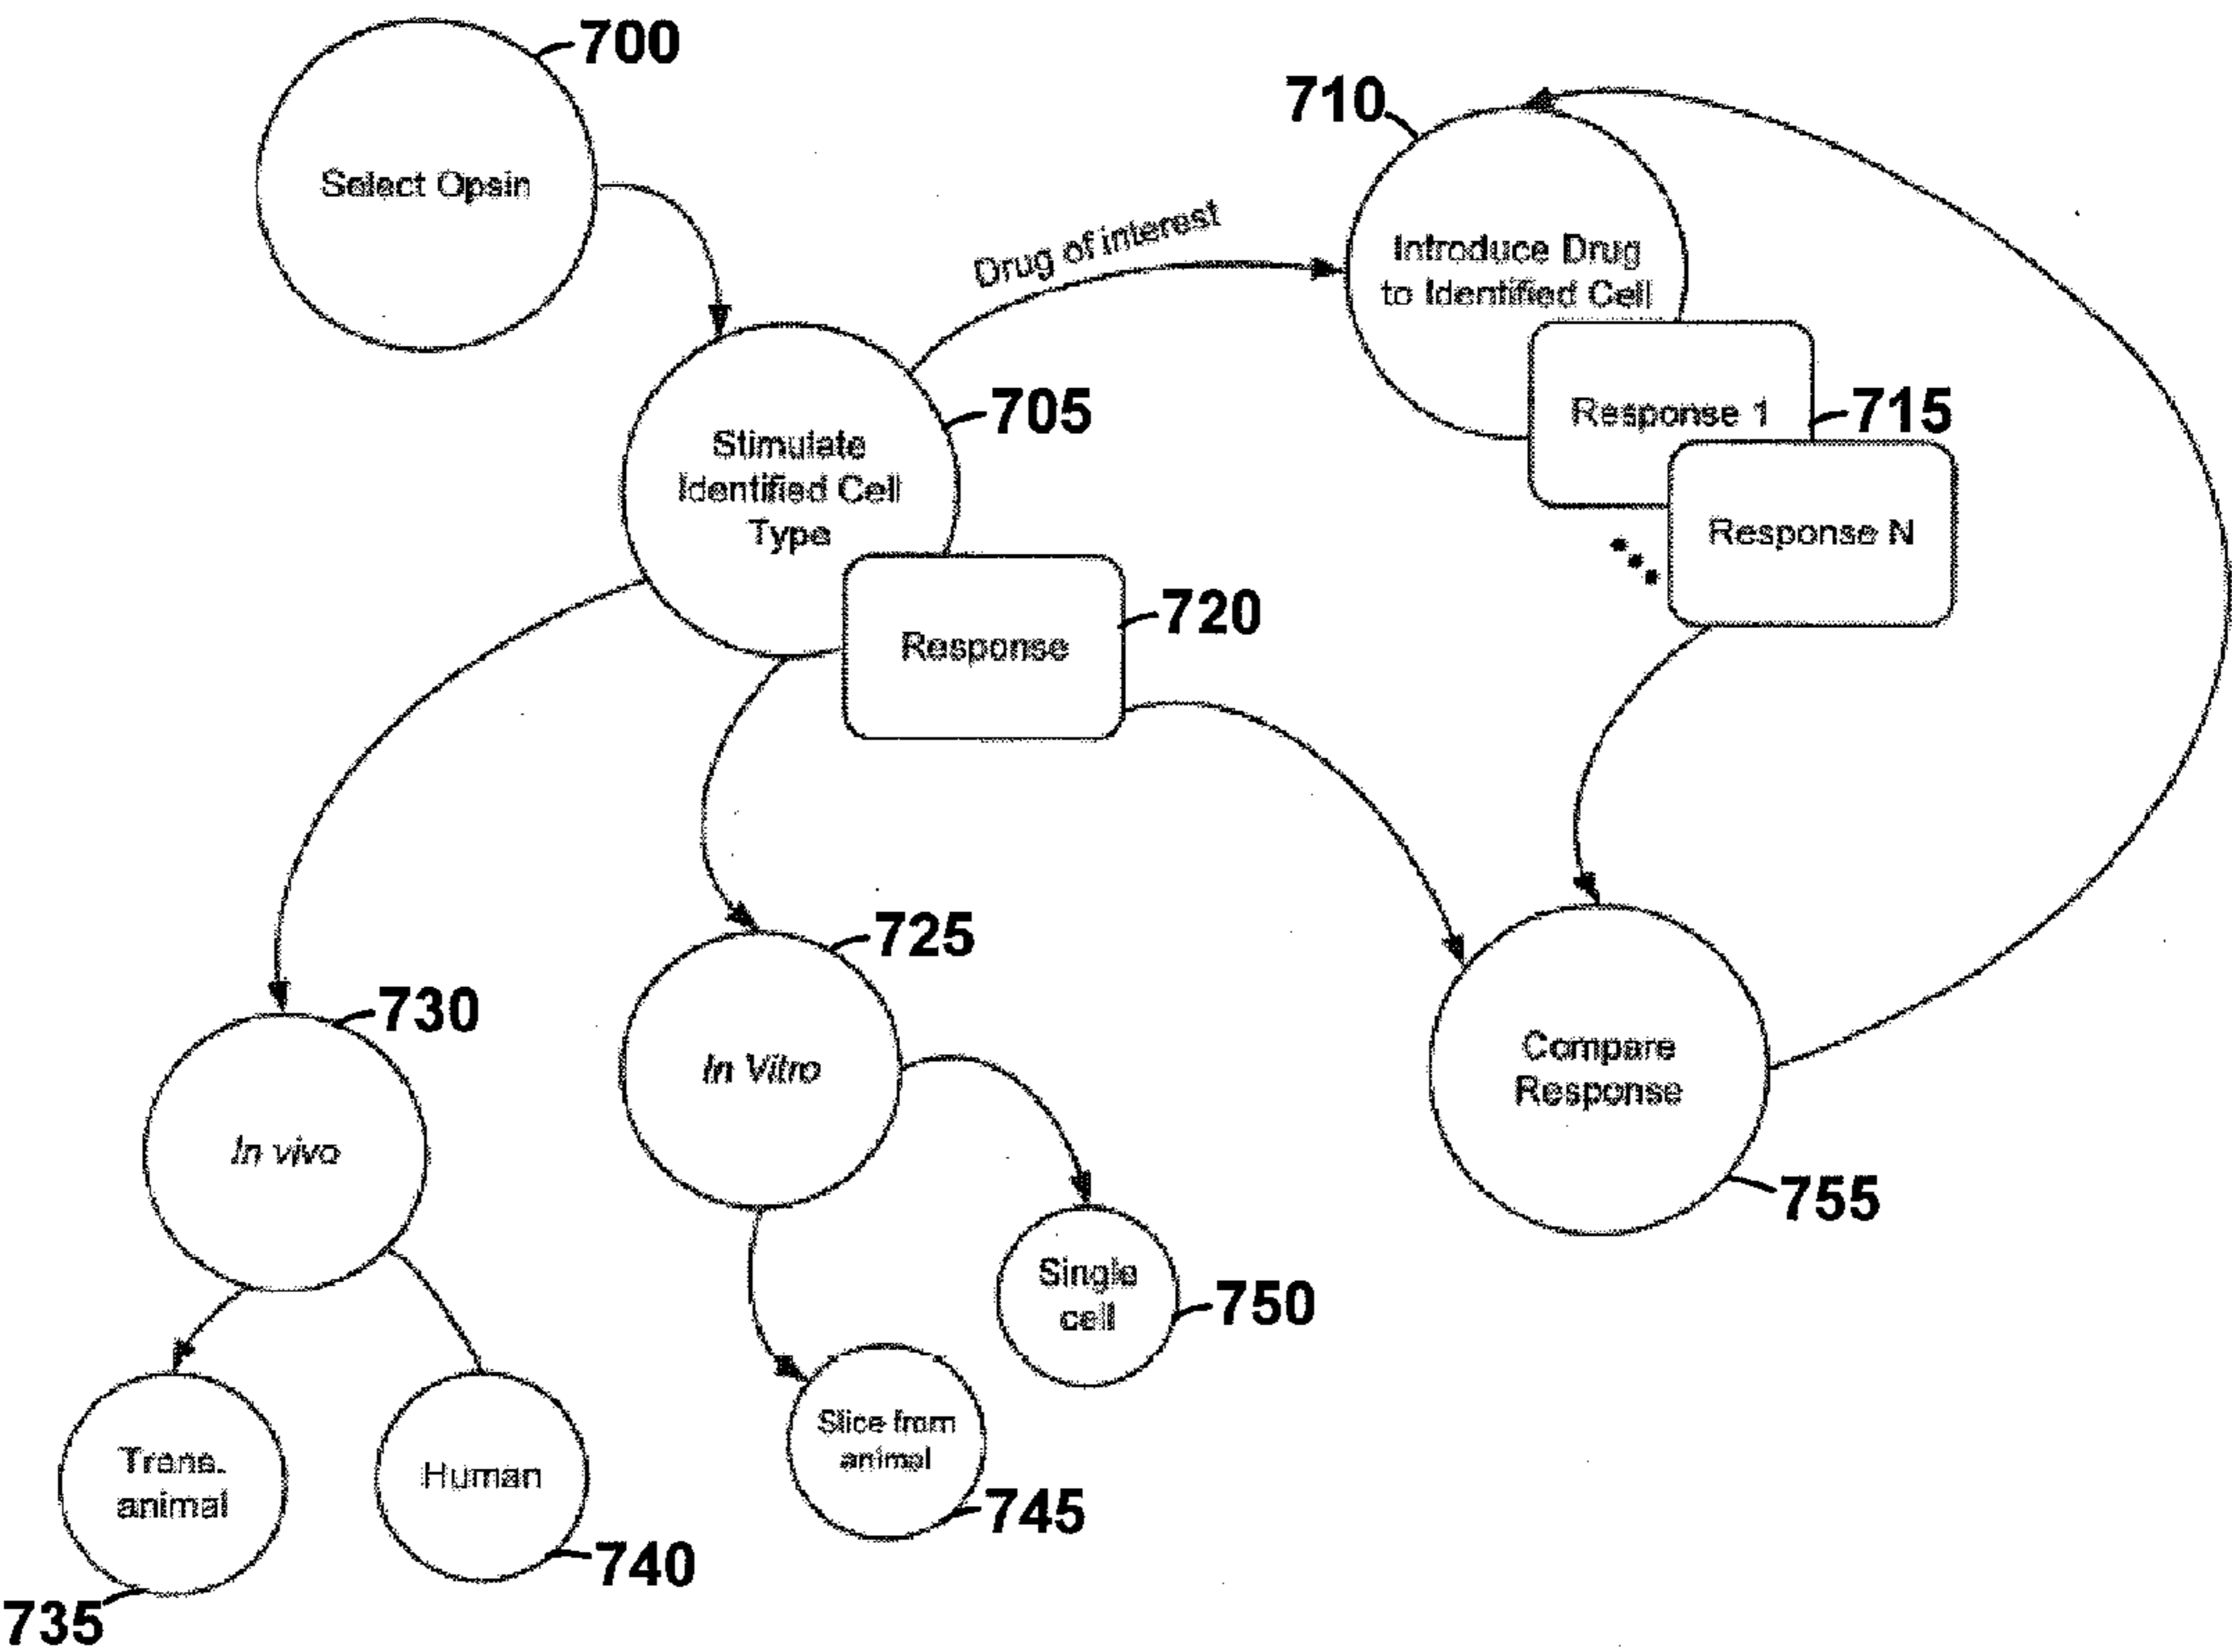 700
Select Opsin
710
Drug of interest
Introduce Drug
to Identified Cell
705
Stimulate
Identified Cell
Type
Response 1
715
Response N
720
Response
725
In Vitro
730
In vivo
Compare
Response
755
Single
cell
750
Slice from
animal
745
Trans.
animal
735
Human
740